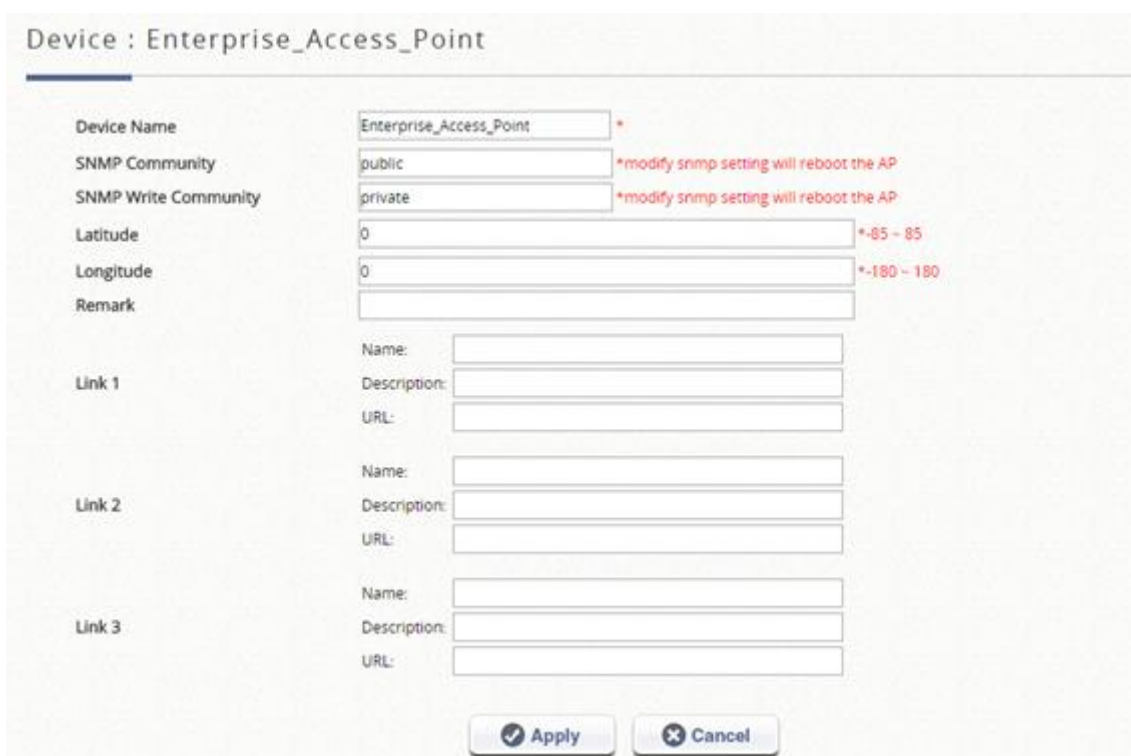 Device : Enterprise_Access_Point
Device Name Enterprise_Access_Point *
SNMP Community public *modify snmp setting will reboot the AP
SNMP Write Community private *modify snmp setting will reboot the AP
Latitude 0 *-85 ~ 85
Longitude 0 *-180 ~ 180
Remark
Link 1
Name:
Description:
URL:
Link 2
Name:
Description:
URL:
Link 3
Name:
Description:
URL:
Apply Cancel